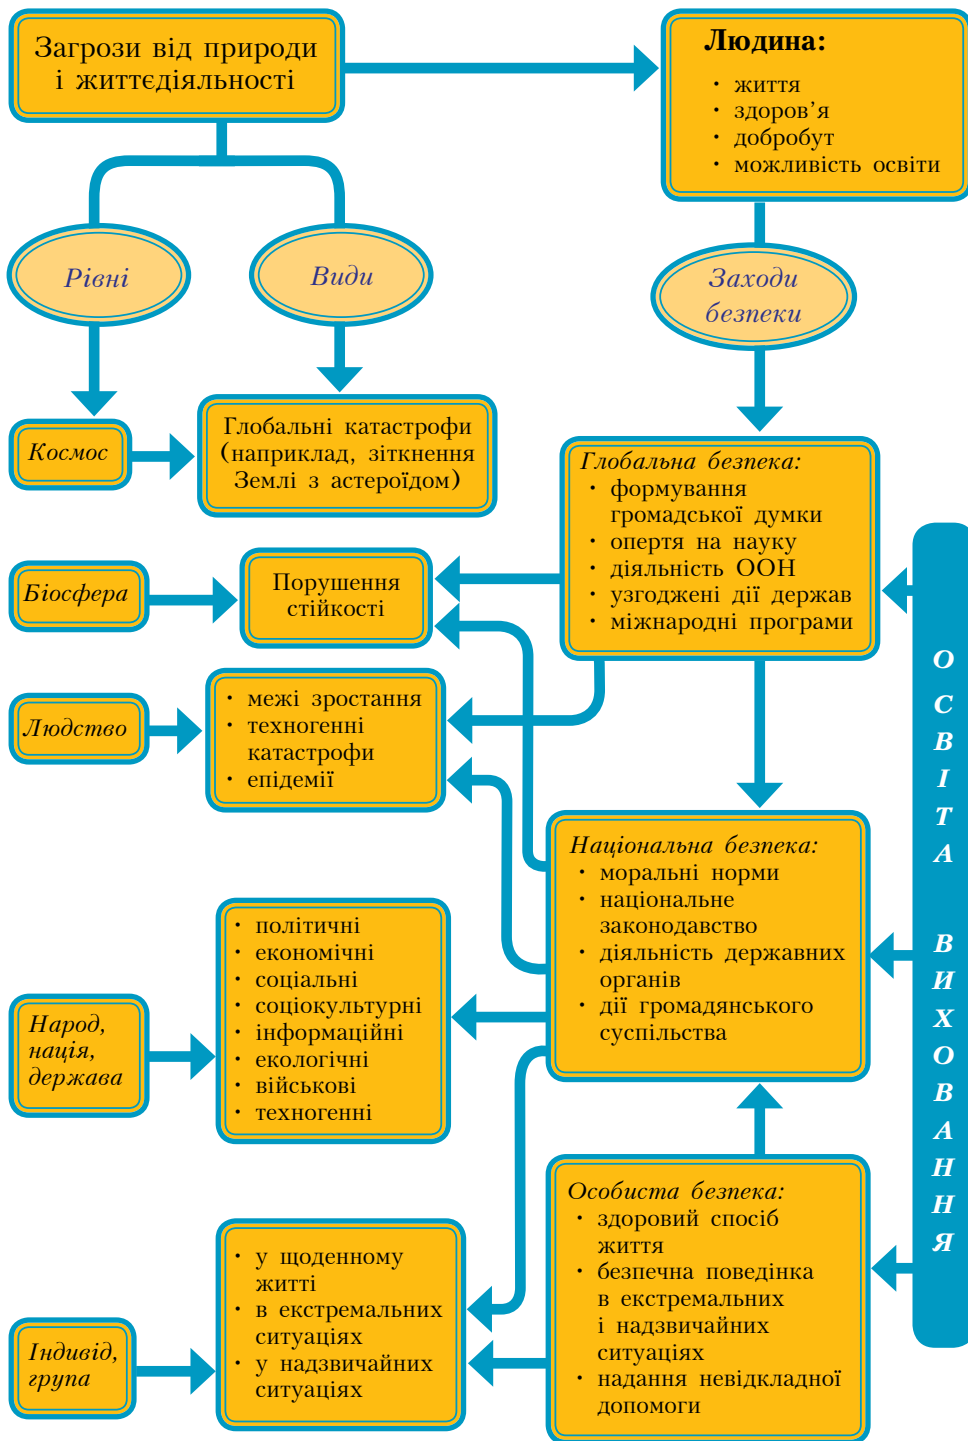 Загрози від природи
і життєдіяльності
Людина:
· життя
· здоров’я
· добробут
· можливість освіти
Рівні
Види
Заходи
безпеки
Космос
Глобальні катастрофи
(наприклад, зіткнення
Землі з астероїдом)
Глобальна безпека:
· формування
громадської думки
· опертя на науку
· діяльність ООН
· узгоджені дії держав
· міжнародні програми
Біосфера
Порушення
стійкості
Людство
· межі зростання
· техногенні
катастрофи
· епідемії
Національна безпека:
· моральні норми
· національне
законодавство
· діяльність державних
органів
· дії громадянського
суспільства
Народ,
нація,
держава
· політичні
· економічні
· соціальні
· соціокультурні
· інформаційні
· екологічні
· військові
· техногенні
Особиста безпека:
· здоровий спосіб
життя
· безпечна поведінка
в екстремальних
і надзвичайних
ситуаціях
· надання невідкладної
допомоги
Індивід,
група
· у щоденному
житті
· в екстремальних
ситуаціях
· у надзвичайних
ситуаціях
ОСВІТА ВИХОВАННЯ